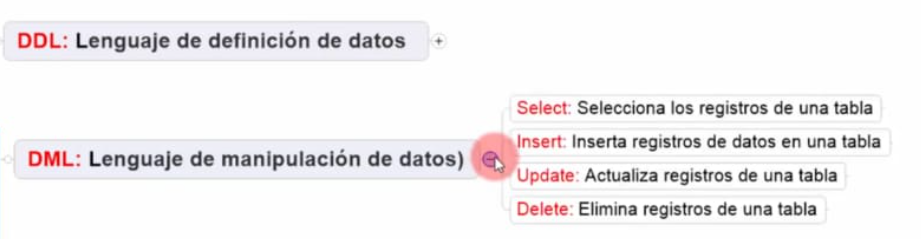 DDL: Lenguaje de definición de datos
DML: Lenguaje de manipulación de datos)
Select: Selecciona los registros de una tabla
Insert: Inserta registros de datos en una tabla
Update: Actualiza registros de una tabla
Delete: Elimina registros de una tabla